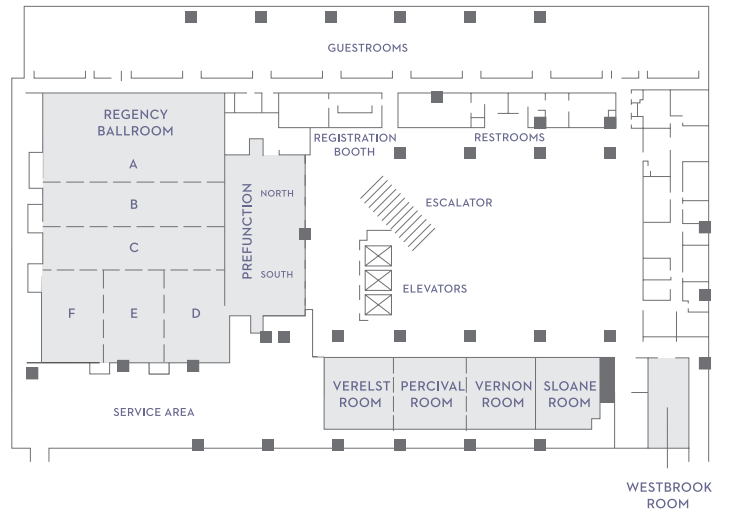 GUESTROOMS
REGENCY
BALLROOM
A
B
C
F
E
D
PREFUNCTION
NORTH
SOUTH
REGISTRATION
BOOTH
RESTROOMS
ESCALATOR
ELEVATORS
SERVICE AREA
VERELST
ROOM
PERCIVAL
ROOM
VERNON
ROOM
SLOANE
ROOM
WESTBROOK
ROOM